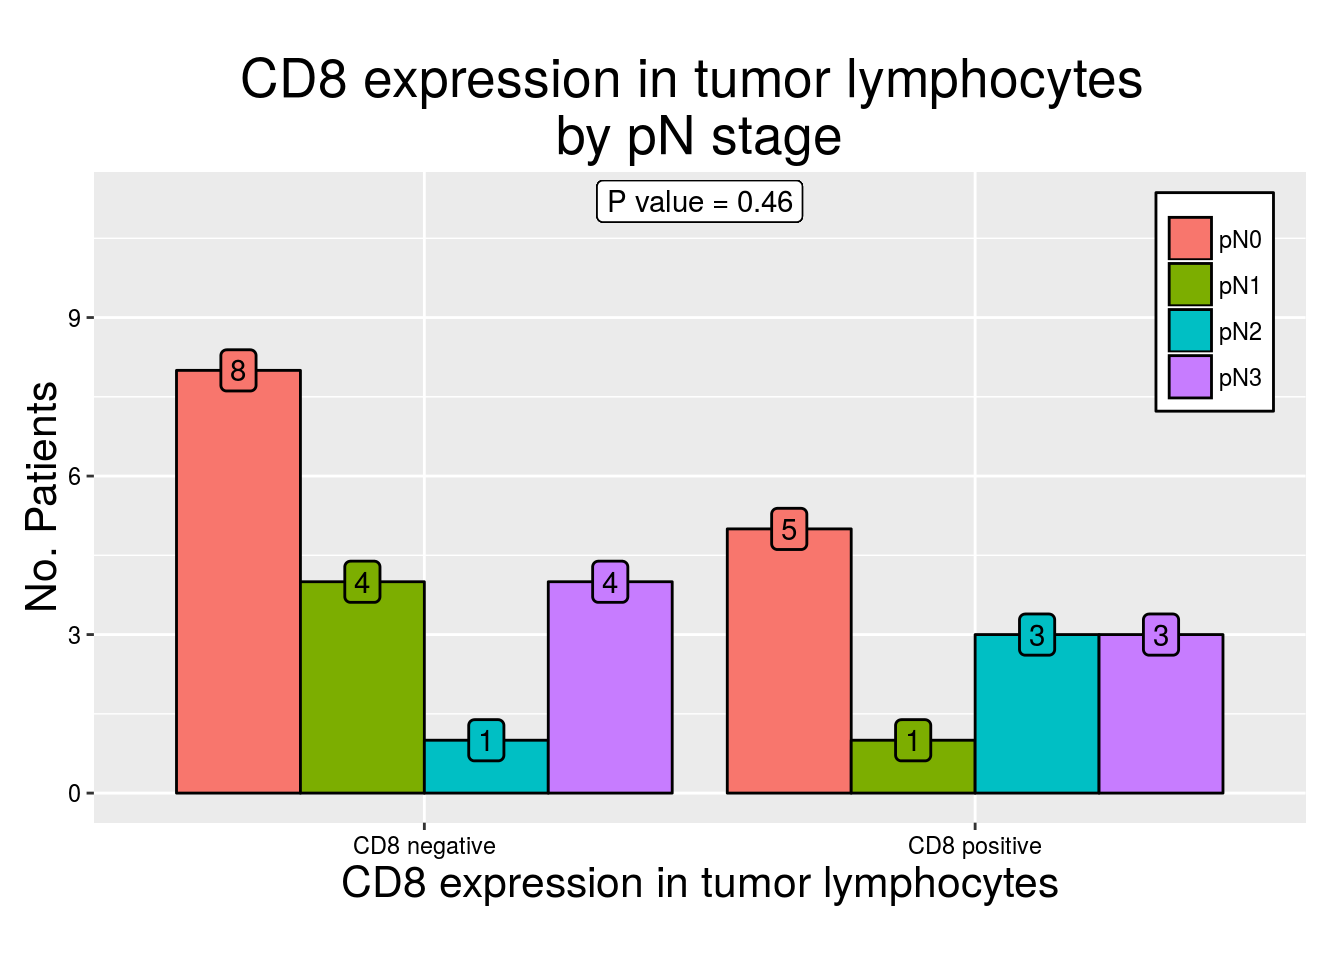 CD8 expression in tumor lymphocytes
by pN stage
P value = 0.46
pN0
pN1
pN2
pN3
No. Patients
9
6
3
0
8
4
1
4
5
1
3
3
CD8 negative
CD8 positive
CD8 expression in tumor lymphocytes